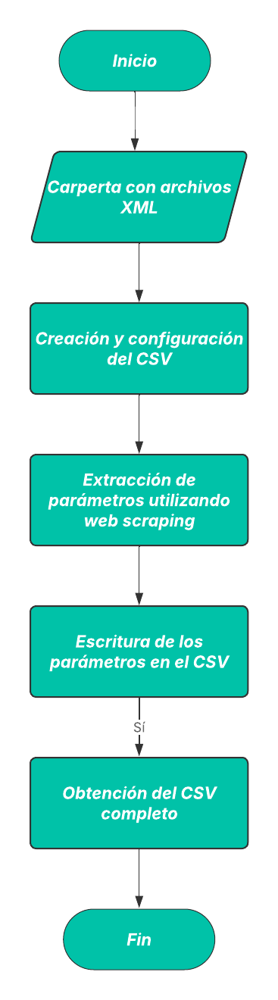 Inicio
Carperta con archivos
XML
Creación y configuración
del CSV
Extracción de
parámetros utilizando
web scraping
Escritura de los
parámetros en el CSV
Sí
Obtención del CSV
completo
Fin